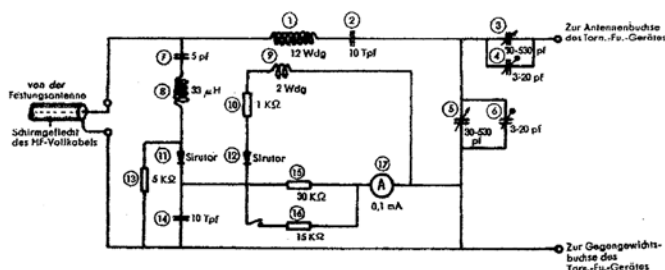 1
2
3
12 Wdg
10 Tpf
30-530 pf
Zur Antennenbuchse
des Torn.-Fu.-Gerätes
4
3-20 pf
7
5 pf
9
2 Wdg
von der
Festungsantenne
8
33 µH
10
1 KΩ
5
30-530
pf
6
3-20 pf
Schirmgeflecht
des HF-Vollkabels
11
Sirutor
12
Sirutor
13
5 KΩ
15
30 KΩ
17
A
0,1 mA
14
10 Tpf
16
15 KΩ
Zur Gegengewichts-
buchse des
Torn.-Fu.-Gerätes